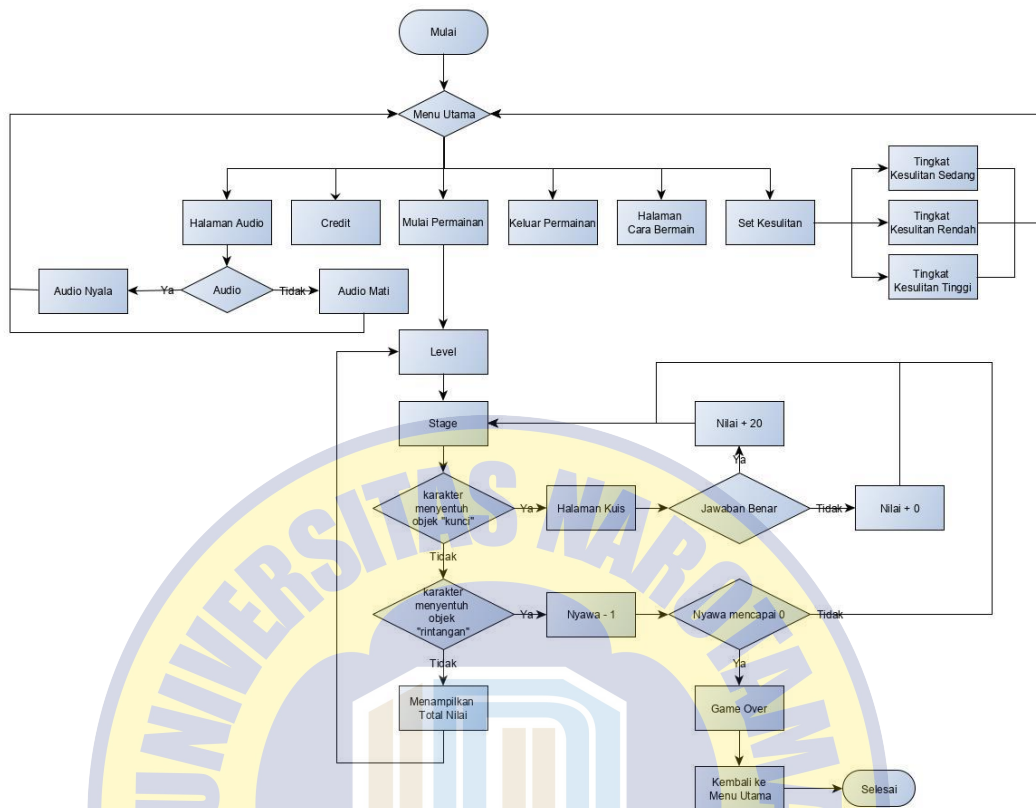 Mulai
Menu Utama
Halaman Audio
Credit
Mulai Permainan
Keluar Permainan
Halaman
Cara Bermain
Set Kesulitan
Tingkat
Kesulitan Sedang
Tingkat
Kesulitan Rendah
Tingkat
Kesulitan Tinggi
Audio Nyala
Ya
Audio
Tidak
Audio Mati
Level
Stage
Nilai + 20
Ya
karakter
menyentuh
objek "kunci"
Ya
Halaman Kuis
Jawaban Benar
Tidak
Nilai + 0
Tidak
karakter
menyentuh
objek
"rintangan"
Ya
Nyawa - 1
Nyawa mencapai 0
Tidak
Tidak
Ya
Menampilkan
Total Nilai
Game Over
Kembali ke
Menu Utama
Selesai
UNIVERSITAS NAROTAMA